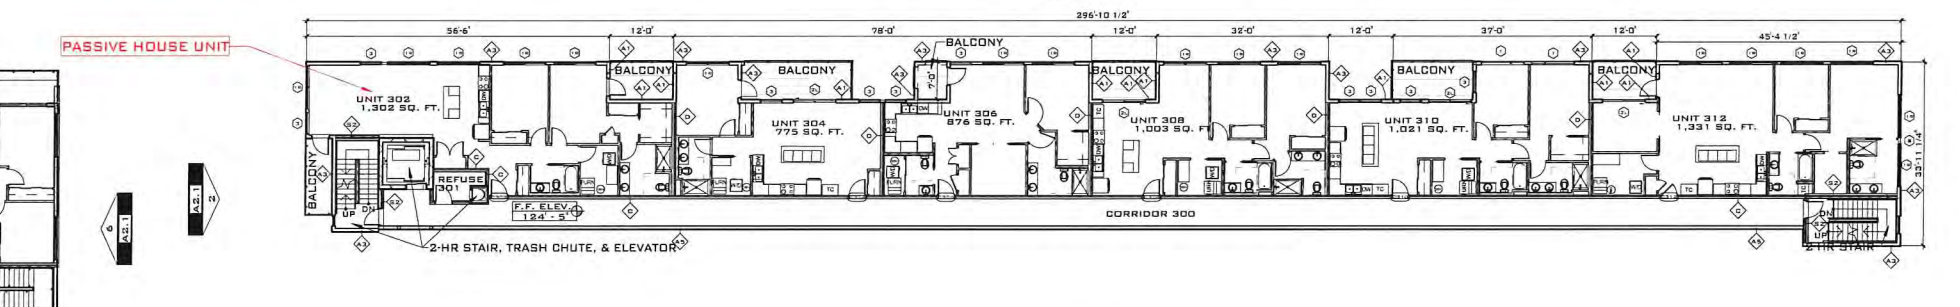 296'-10 1/2"
56'-6"
12'-0"
78'-0"
12'-0"
32'-0"
12'-0"
37'-0"
12'-0"
45'-4 1/2"
PASSIVE HOUSE UNIT
BALCONY
BALCONY
BALCONY
BALCONY
BALCONY
BALCONY
7'-0"
UNIT 302
1,302 SQ. FT.
UNIT 304
775 SQ. FT.
UNIT 306
876 SQ. FT.
UNIT 308
1,003 SQ. FT
UNIT 310
1,021 SQ. FT.
UNIT 312
1,331 SQ. FT.
33'-11 1/4"
BALCONY
REFUSE
301
UP
DN
F.F. ELEV.
124' - 5"
CORRIDOR 300
DN
UP
2-HR STAIR, TRASH CHUTE, & ELEVATOR
2 HR STAIR
6
A2.1
A2.1
2